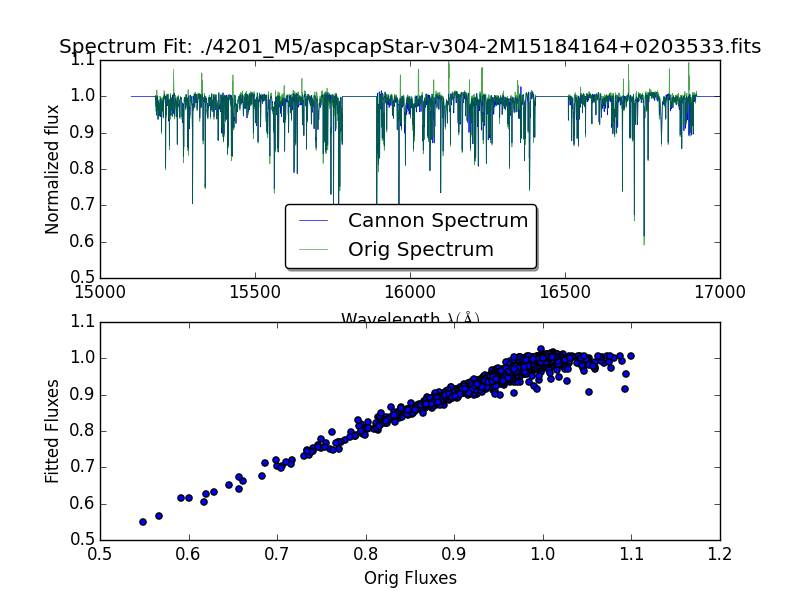 Spectrum Fit: ./4201_M5/aspcapStar-v304-2M15184164+0203533.fits
1.1
1.0
0.9
0.8
0.7
0.6
0.5
Normalized flux
Cannon Spectrum
Orig Spectrum
15000 15500 16000 16500 17000
Wavelength λ(Å)
1.1
1.0
0.9
0.8
0.7
0.6
0.5
Fitted Fluxes
0.5 0.6 0.7 0.8 0.9 1.0 1.1 1.2
Orig Fluxes